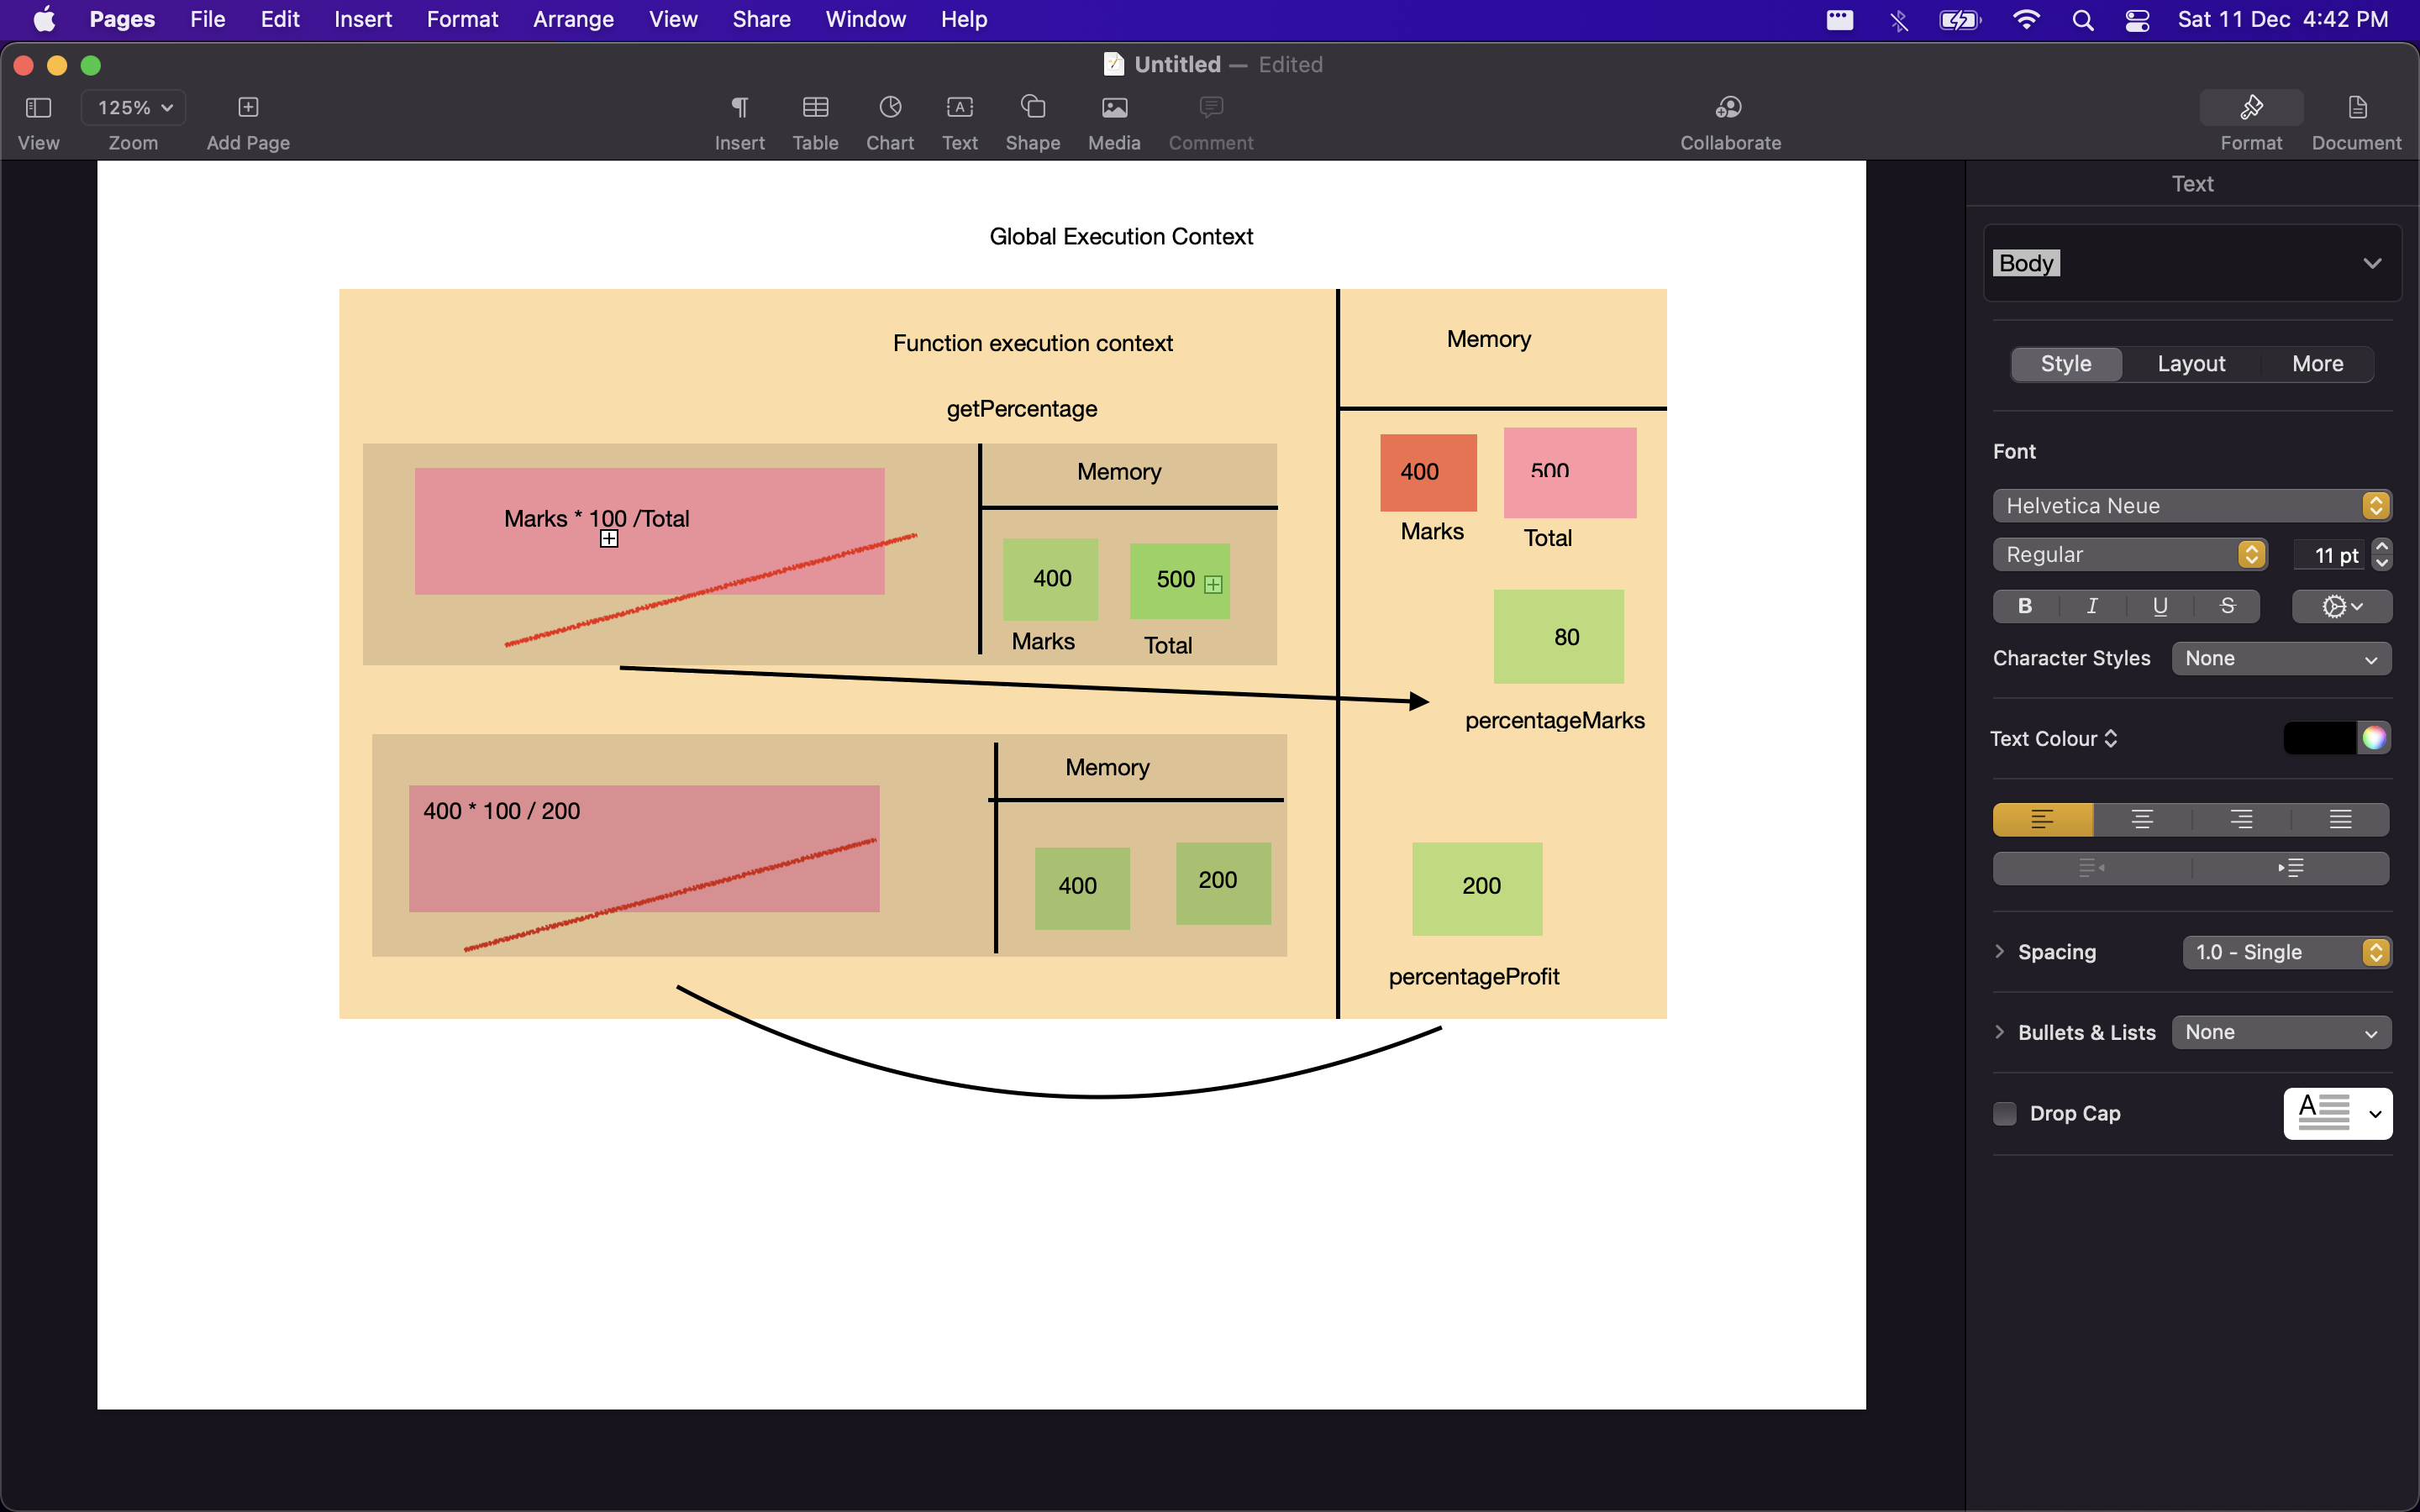 Pages File Edit Insert Format Arrange View Share Window Help Sat 11 Dec 4:42 PM
Untitled — Edited
125%
View Zoom Add Page Insert Table Chart Text Shape Media Comment Collaborate Format Document
Global Execution Context
Function execution context
getPercentage
Marks * 100 /Total
Memory
400 500
Marks Total
400 * 100 / 200
Memory
400 200
Memory
400 500
Marks Total
80
percentageMarks
200
percentageProfit
Text
Body
Style Layout More
Font
Helvetica Neue
Regular 11 pt
B I U S
Character Styles None
Text Colour
Spacing 1.0 - Single
Bullets & Lists None
Drop Cap A